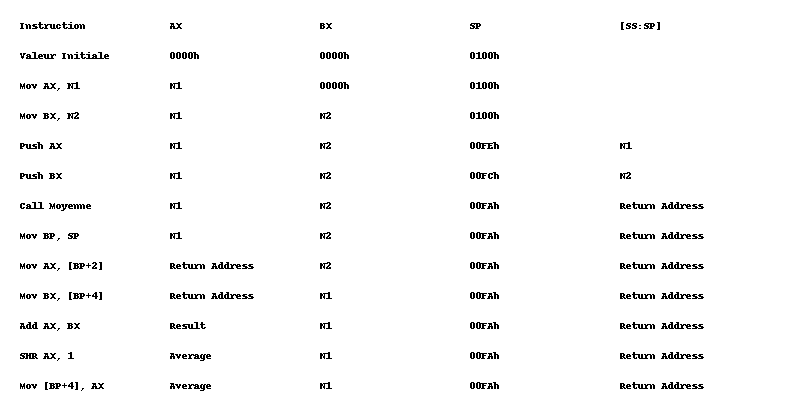 Instruction AX BX SP [SS:SP]
Valeur Initiale 0000h 0000h 0100h
Mov AX, N1 N1 0000h 0100h
Mov BX, N2 N1 N2 0100h
Push AX N1 N2 00FEh N1
Push BX N1 N2 00FCh N2
Call Moyenne N1 N2 00FAh Return Address
Mov BP, SP N1 N2 00FAh Return Address
Mov AX, [BP+2] Return Address N2 00FAh Return Address
Mov BX, [BP+4] Return Address N1 00FAh Return Address
Add AX, BX Result N1 00FAh Return Address
SHR AX, 1 Average N1 00FAh Return Address
Mov [BP+4], AX Average N1 00FAh Return Address